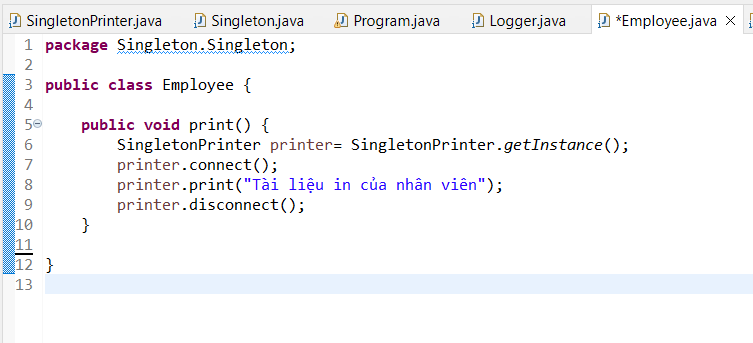 SingletonPrinter.java Singleton.java Program.java Logger.java *Employee.java
1 package Singleton.Singleton;
2
3 public class Employee {
4
5 public void print() {
6 SingletonPrinter printer= SingletonPrinter.getInstance();
7 printer.connect();
8 printer.print("Tài liệu in của nhân viên");
9 printer.disconnect();
10 }
11
12 }
13